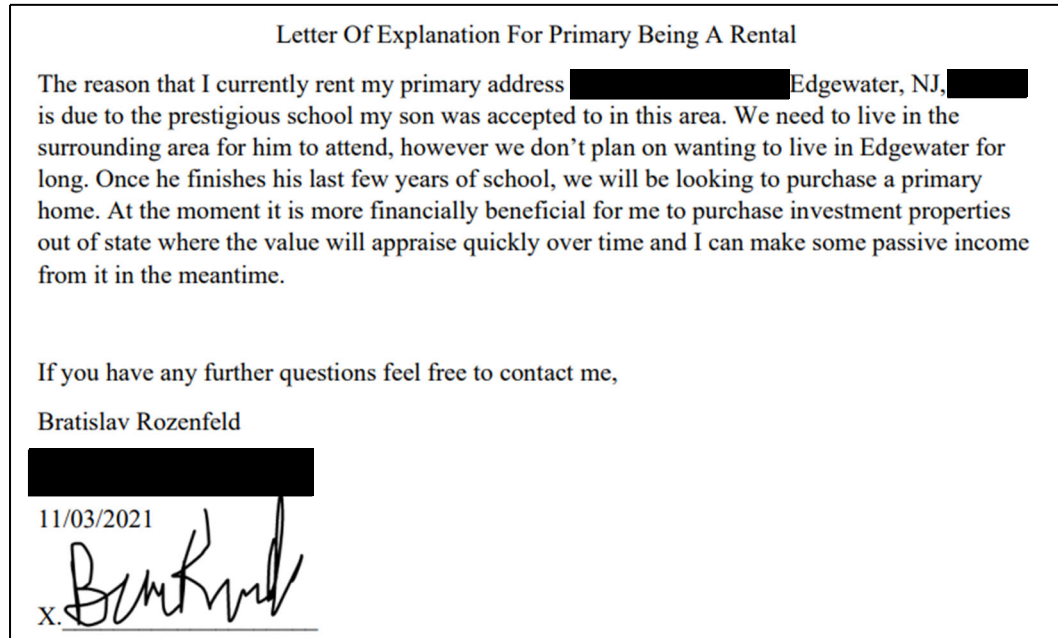 Letter Of Explanation For Primary Being A Rental
The reason that I currently rent my primary address Edgewater, NJ,
is due to the prestigious school my son was accepted to in this area. We need to live in the
surrounding area for him to attend, however we don’t plan on wanting to live in Edgewater for
long. Once he finishes his last few years of school, we will be looking to purchase a primary
home. At the moment it is more financially beneficial for me to purchase investment properties
out of state where the value will appraise quickly over time and I can make some passive income
from it in the meantime.
If you have any further questions feel free to contact me,
Bratislav Rozenfeld
11/03/2021
X.